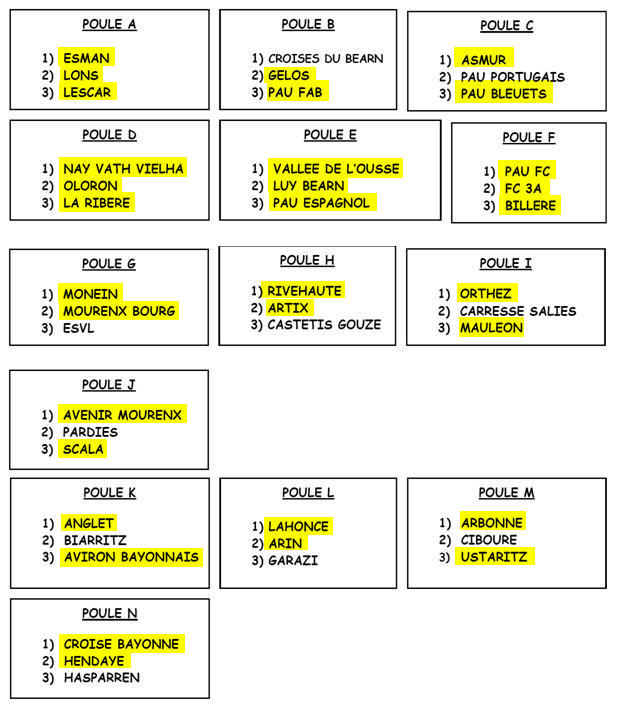 POULE A
1) ESMAN
2) LONS
3) LESCAR
POULE B
1) CROISES DU BEARN
2) GELOS
3) PAU FAB
POULE C
1) ASMUR
2) PAU PORTUGAIS
3) PAU BLEUETS
POULE D
1) NAY VATH VIELHA
2) OLORON
3) LA RIBERE
POULE E
1) VALLEE DE L'OUSSE
2) LUY BEARN
3) PAU ESPAGNOL
POULE F
1) PAU FC
2) FC 3A
3) BILLERE
POULE G
1) MONEIN
2) MOURENX BOURG
3) ESVL
POULE H
1) RIVEHAUTE
2) ARTIX
3) CASTETIS GOUZE
POULE I
1) ORTHEZ
2) CARRESSE SALIES
3) MAULEON
POULE J
1) AVENIR MOURENX
2) PARDIES
3) SCALA
POULE K
1) ANGLET
2) BIARRITZ
3) AVIRON BAYONNAIS
POULE L
1) LAHONCE
2) ARIN
3) GARAZI
POULE M
1) ARBONNE
2) CIBOURE
3) USTARITZ
POULE N
1) CROISE BAYONNE
2) HENDAYE
3) HASPARREN